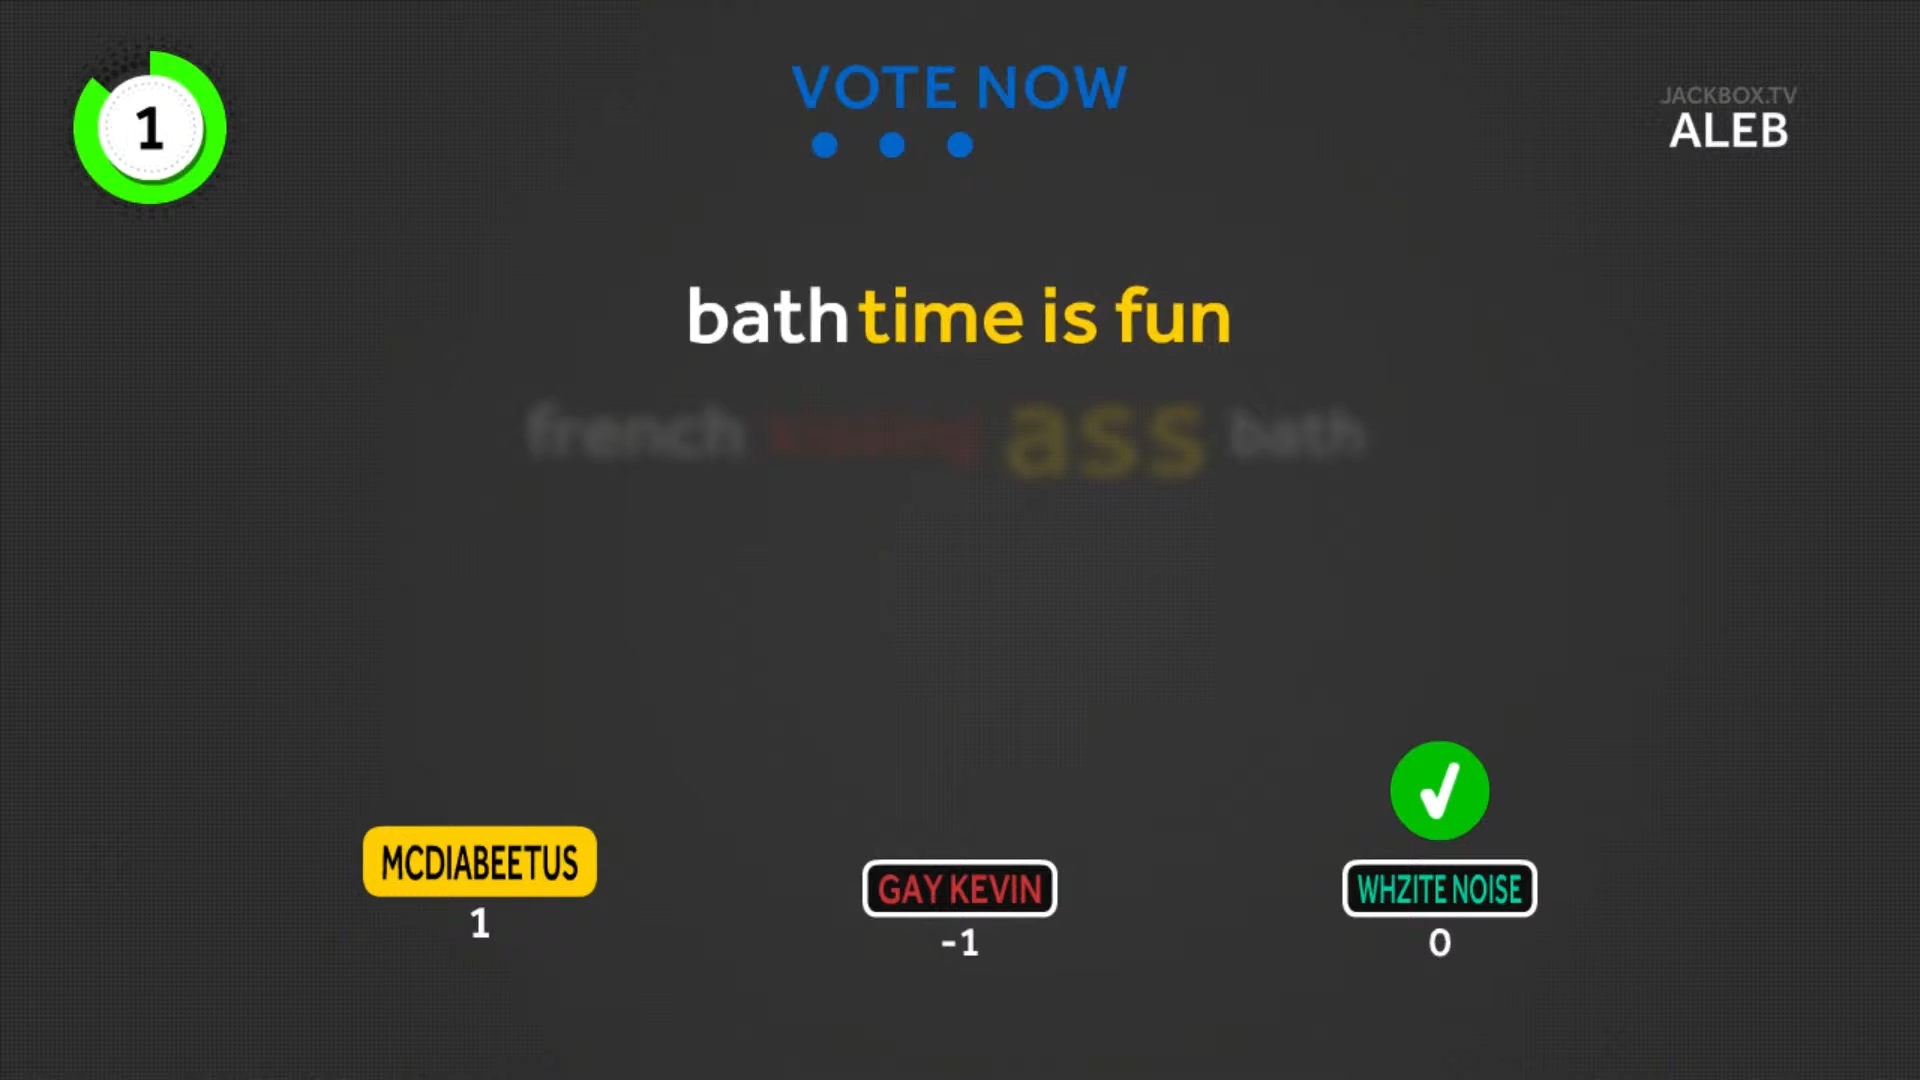 1
VOTE NOW
JACKBOX.TV
ALEB
bath time is fun
french kissing ass bath
MCDIABEETUS
1
GAY KEVIN
-1
WHZITE NOISE
0